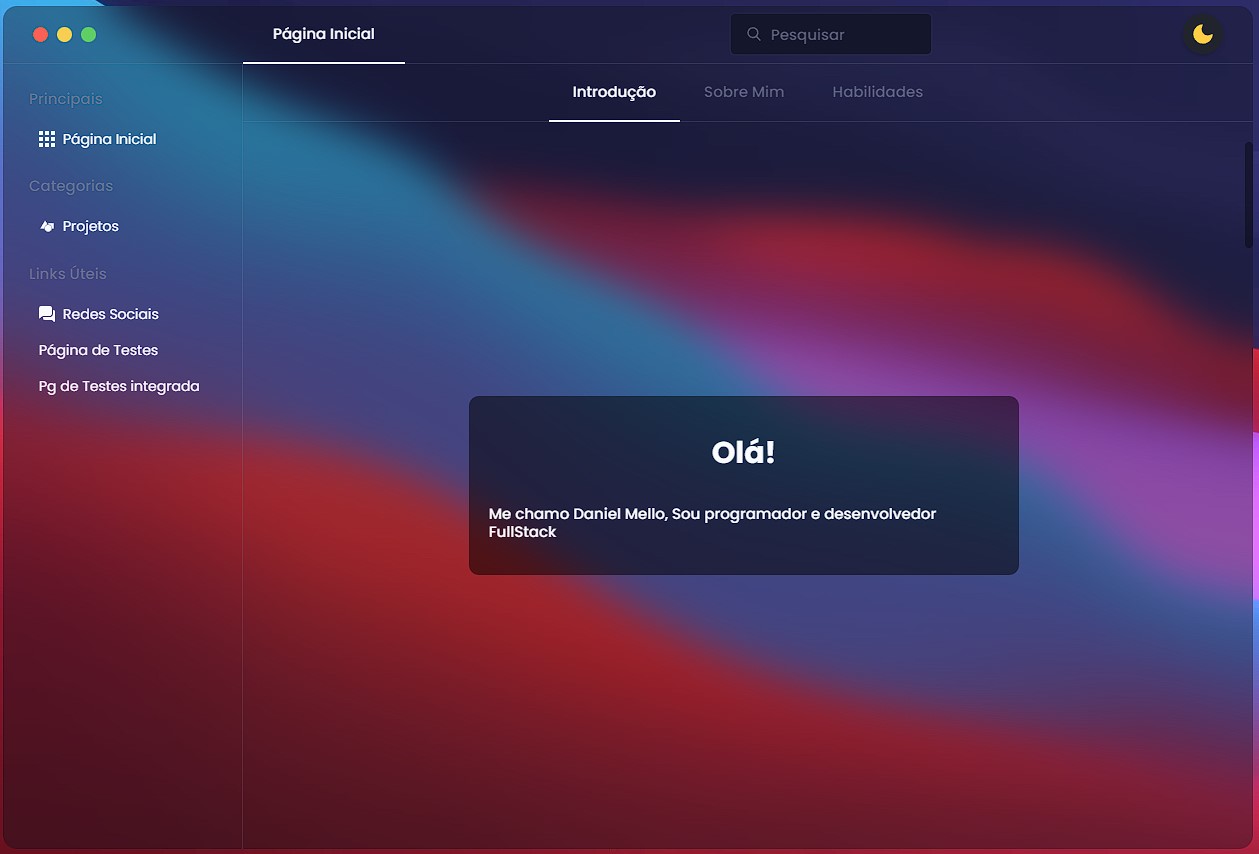 Página Inicial
Pesquisar
Introdução
Sobre Mim
Habilidades
Principais
Página Inicial
Categorias
Projetos
Links Úteis
Redes Sociais
Página de Testes
Pg de Testes integrada
Olá!
Me chamo Daniel Mello, Sou programador e desenvolvedor
FullStack